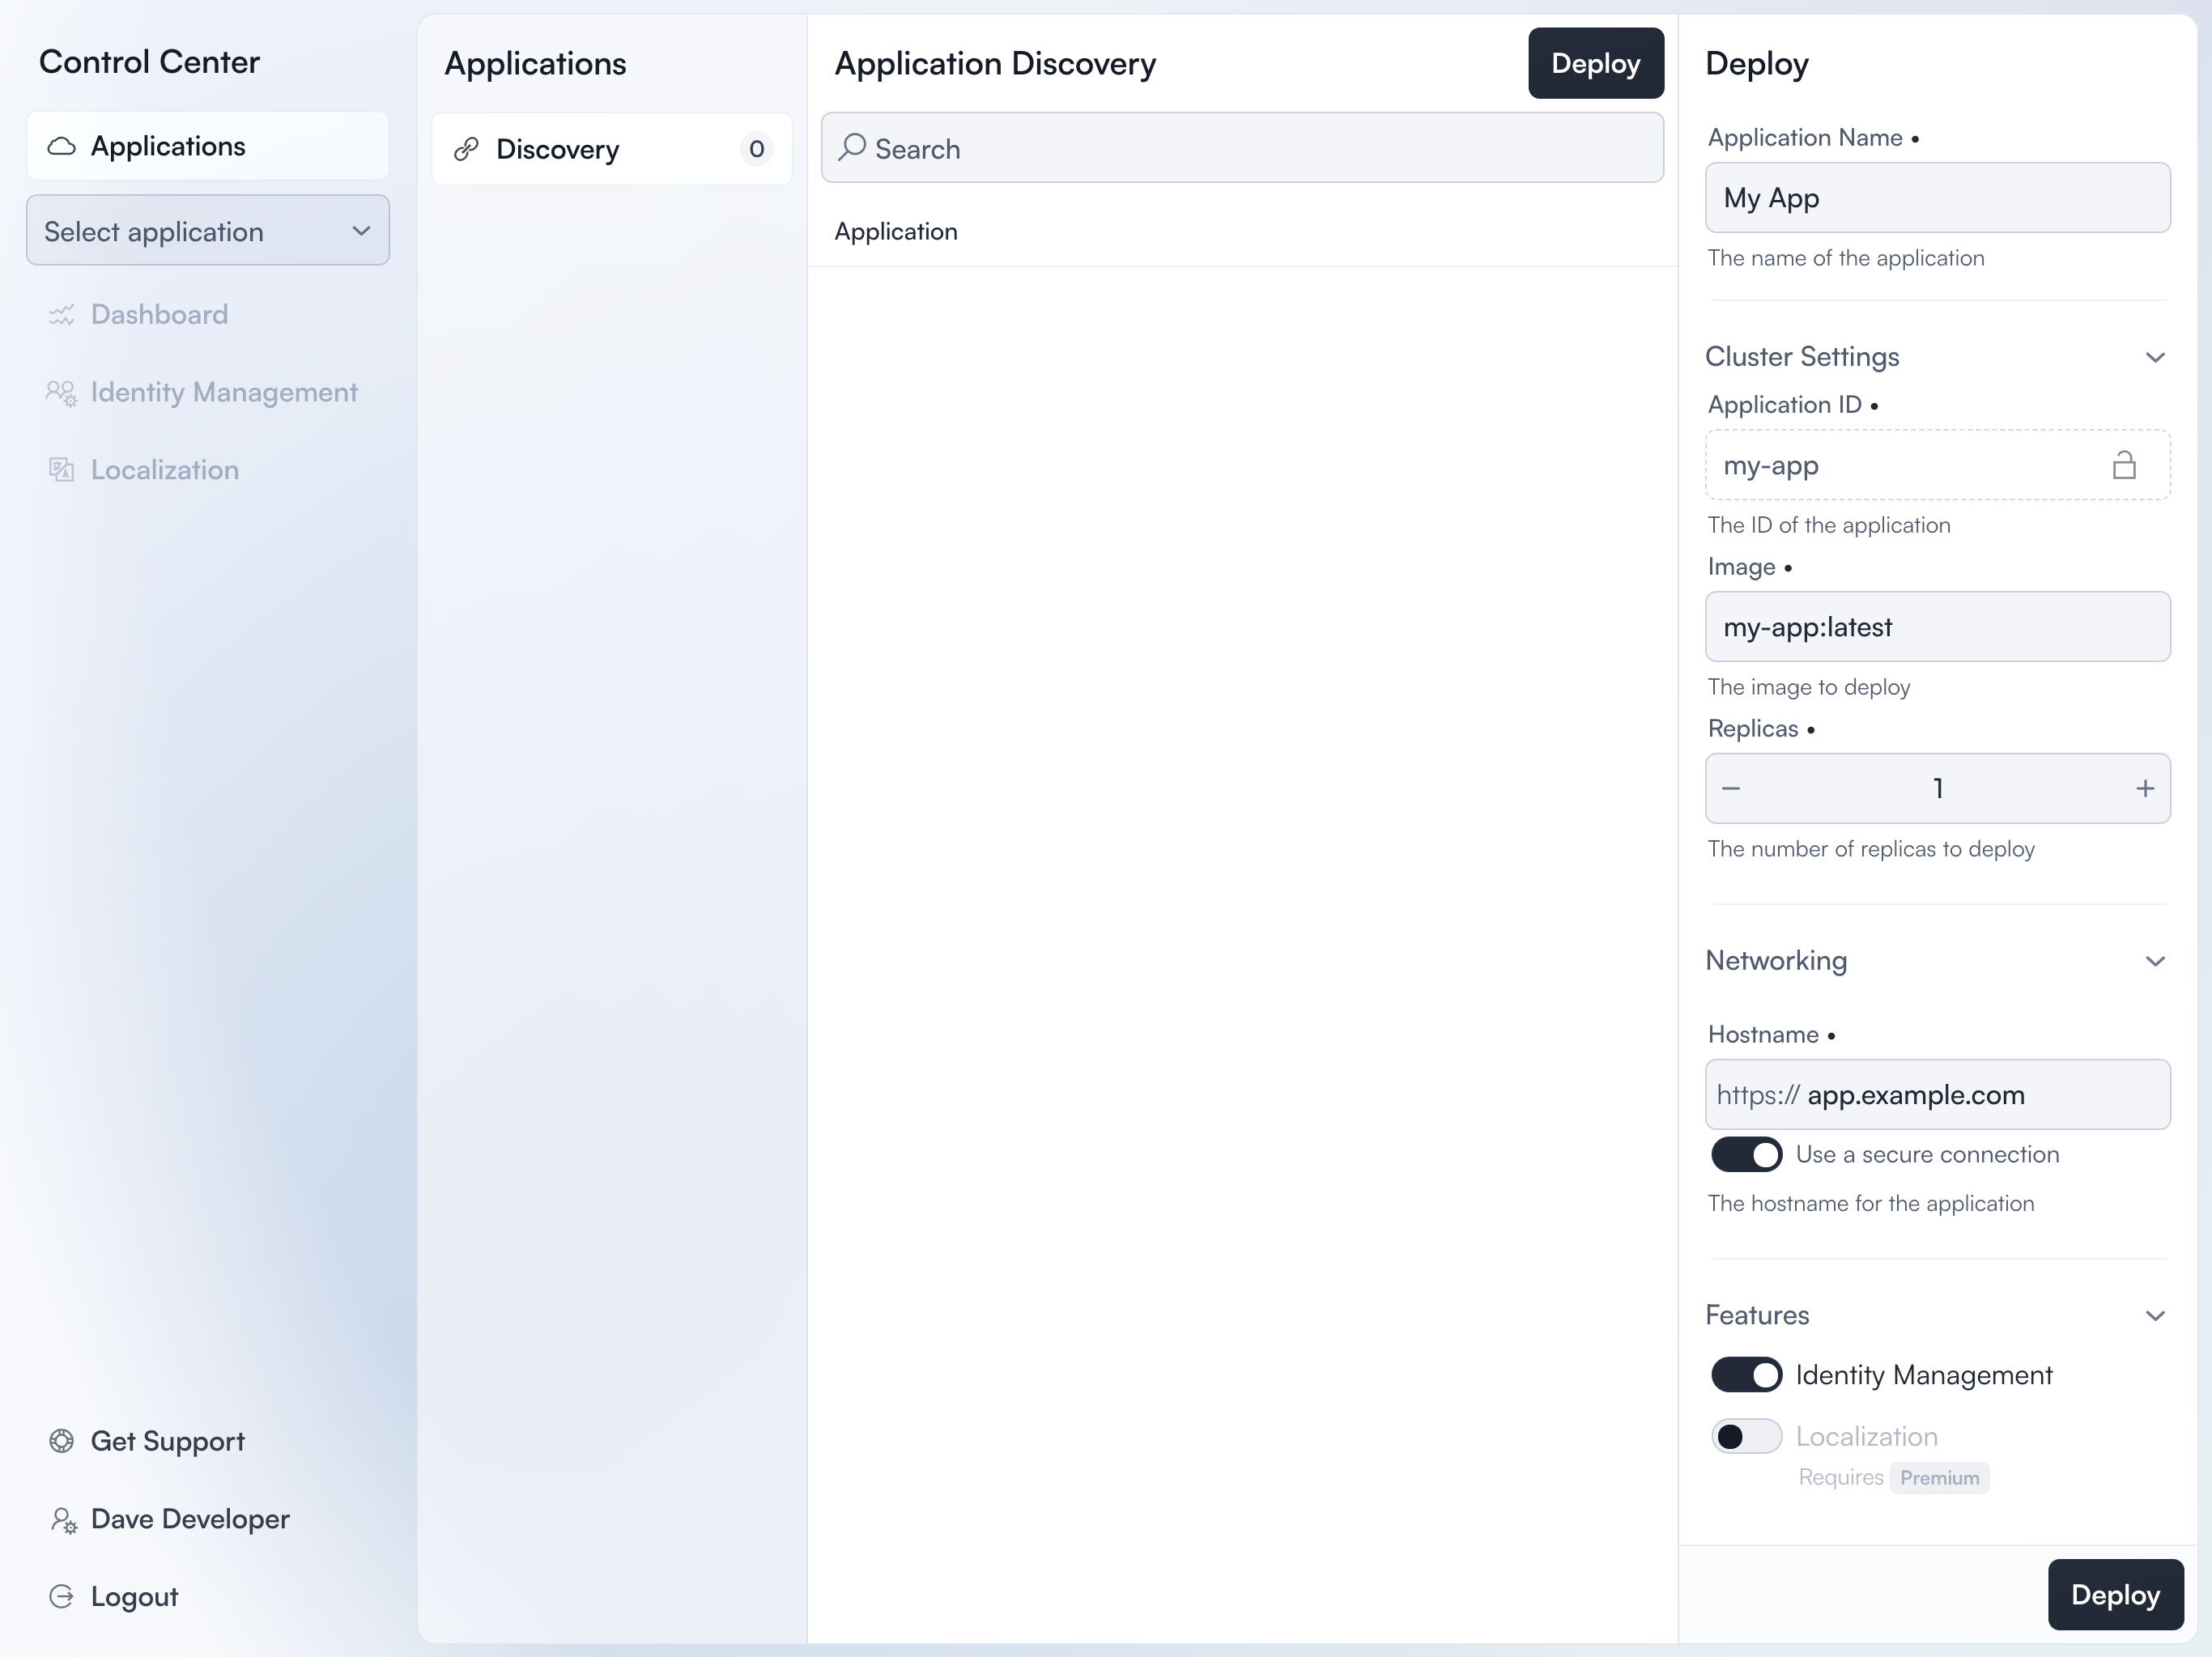 Control Center
Applications
Select application
Dashboard
Identity Management
Localization
Get Support
Dave Developer
Logout
Applications
Discovery 0
Application Discovery Deploy
Search
Application
Deploy
Application Name •
My App
The name of the application
Cluster Settings
Application ID •
my-app
The ID of the application
Image •
my-app:latest
The image to deploy
Replicas •
1
The number of replicas to deploy
Networking
Hostname •
https:// app.example.com
Use a secure connection
The hostname for the application
Features
Identity Management
Localization
Requires Premium
Deploy